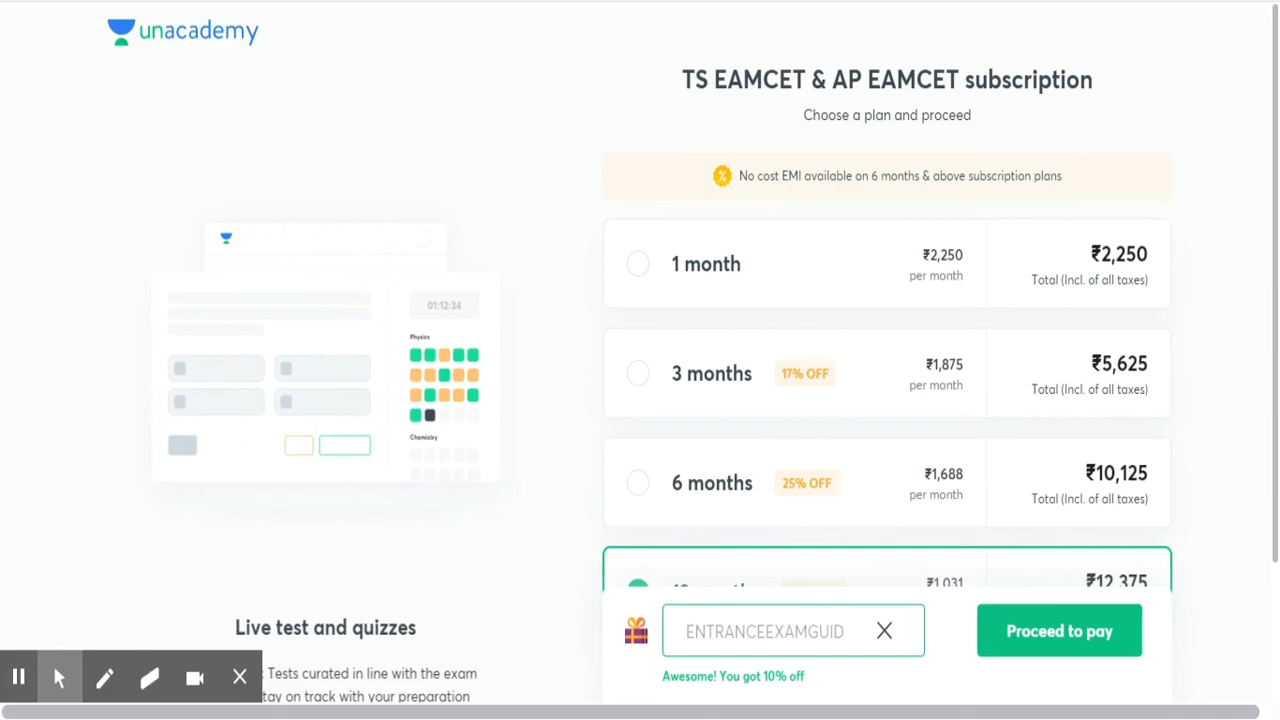 unacademy
TS EAMCET & AP EAMCET subscription
Choose a plan and proceed
No cost EMI available on 6 months & above subscription plans
1 month
₹2,250
per month
₹2,250
Total (Incl. of all taxes)
3 months
17% OFF
₹1,875
per month
₹5,625
Total (Incl. of all taxes)
6 months
25% OFF
₹1,688
per month
₹10,125
Total (Incl. of all taxes)
₹1,031
₹12,375
01:12:34
Physics
Chemistry
ENTRANCEEXAMGUID
Proceed to pay
Awesome! You got 10% off
Live test and quizzes
Tests curated in line with the exam
tay on track with your preparation